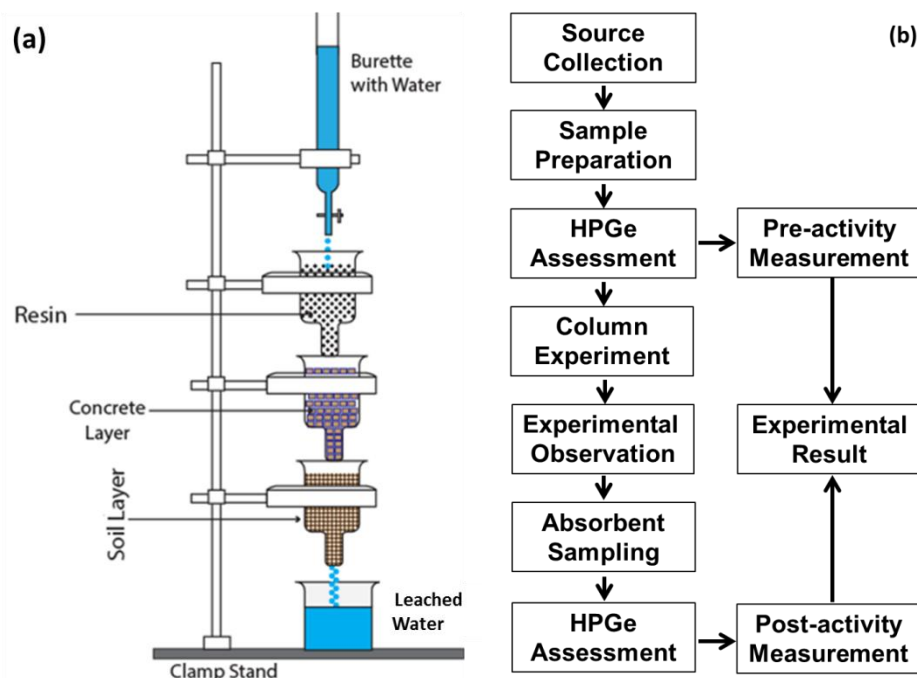 (a)
Burette
with Water
Resin
Concrete
Layer
Soil Layer
Leached
Water
Clamp Stand
(b)
Source
Collection
Sample
Preparation
HPGe
Assessment
Pre-activity
Measurement
Column
Experiment
Experimental
Observation
Experimental
Result
Absorbent
Sampling
HPGe
Assessment
Post-activity
Measurement